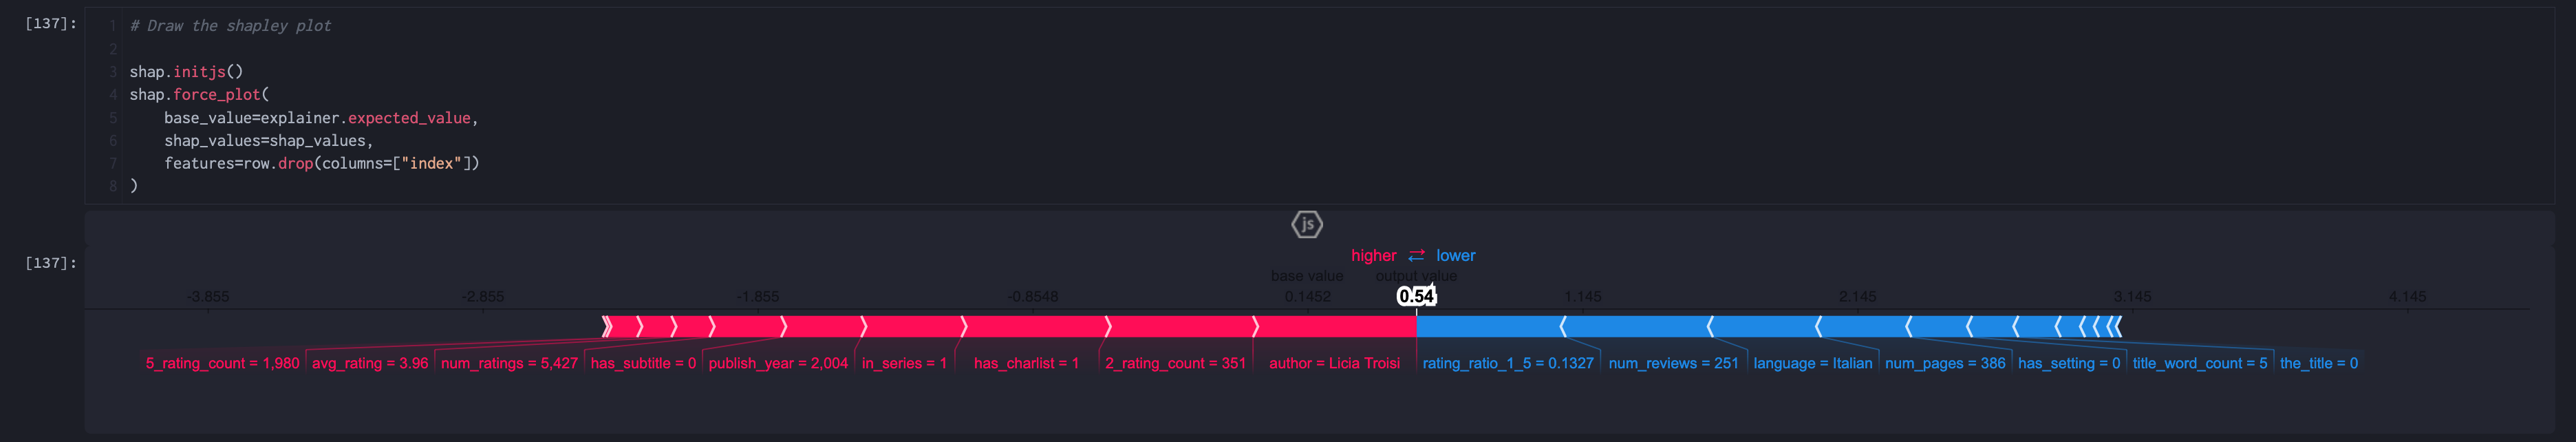 [137]:
1 # Draw the shapley plot
2
3 shap.initjs()
4 shap.force_plot(
5     base_value=explainer.expected_value,
6     shap_values=shap_values,
7     features=row.drop(columns=["index"])
8 )
js
[137]:
higher ⇄ lower
base value output value
-3.855 -2.855 -1.855 -0.8548 0.1452 0.54 1.145 2.145 3.145 4.145
5_rating_count = 1,980 avg_rating = 3.96 num_ratings = 5,427 has_subtitle = 0 publish_year = 2,004 in_series = 1 has_charlist = 1 2_rating_count = 351 author = Licia Troisi rating_ratio_1_5 = 0.1327 num_reviews = 251 language = Italian num_pages = 386 has_setting = 0 title_word_count = 5 the_title = 0